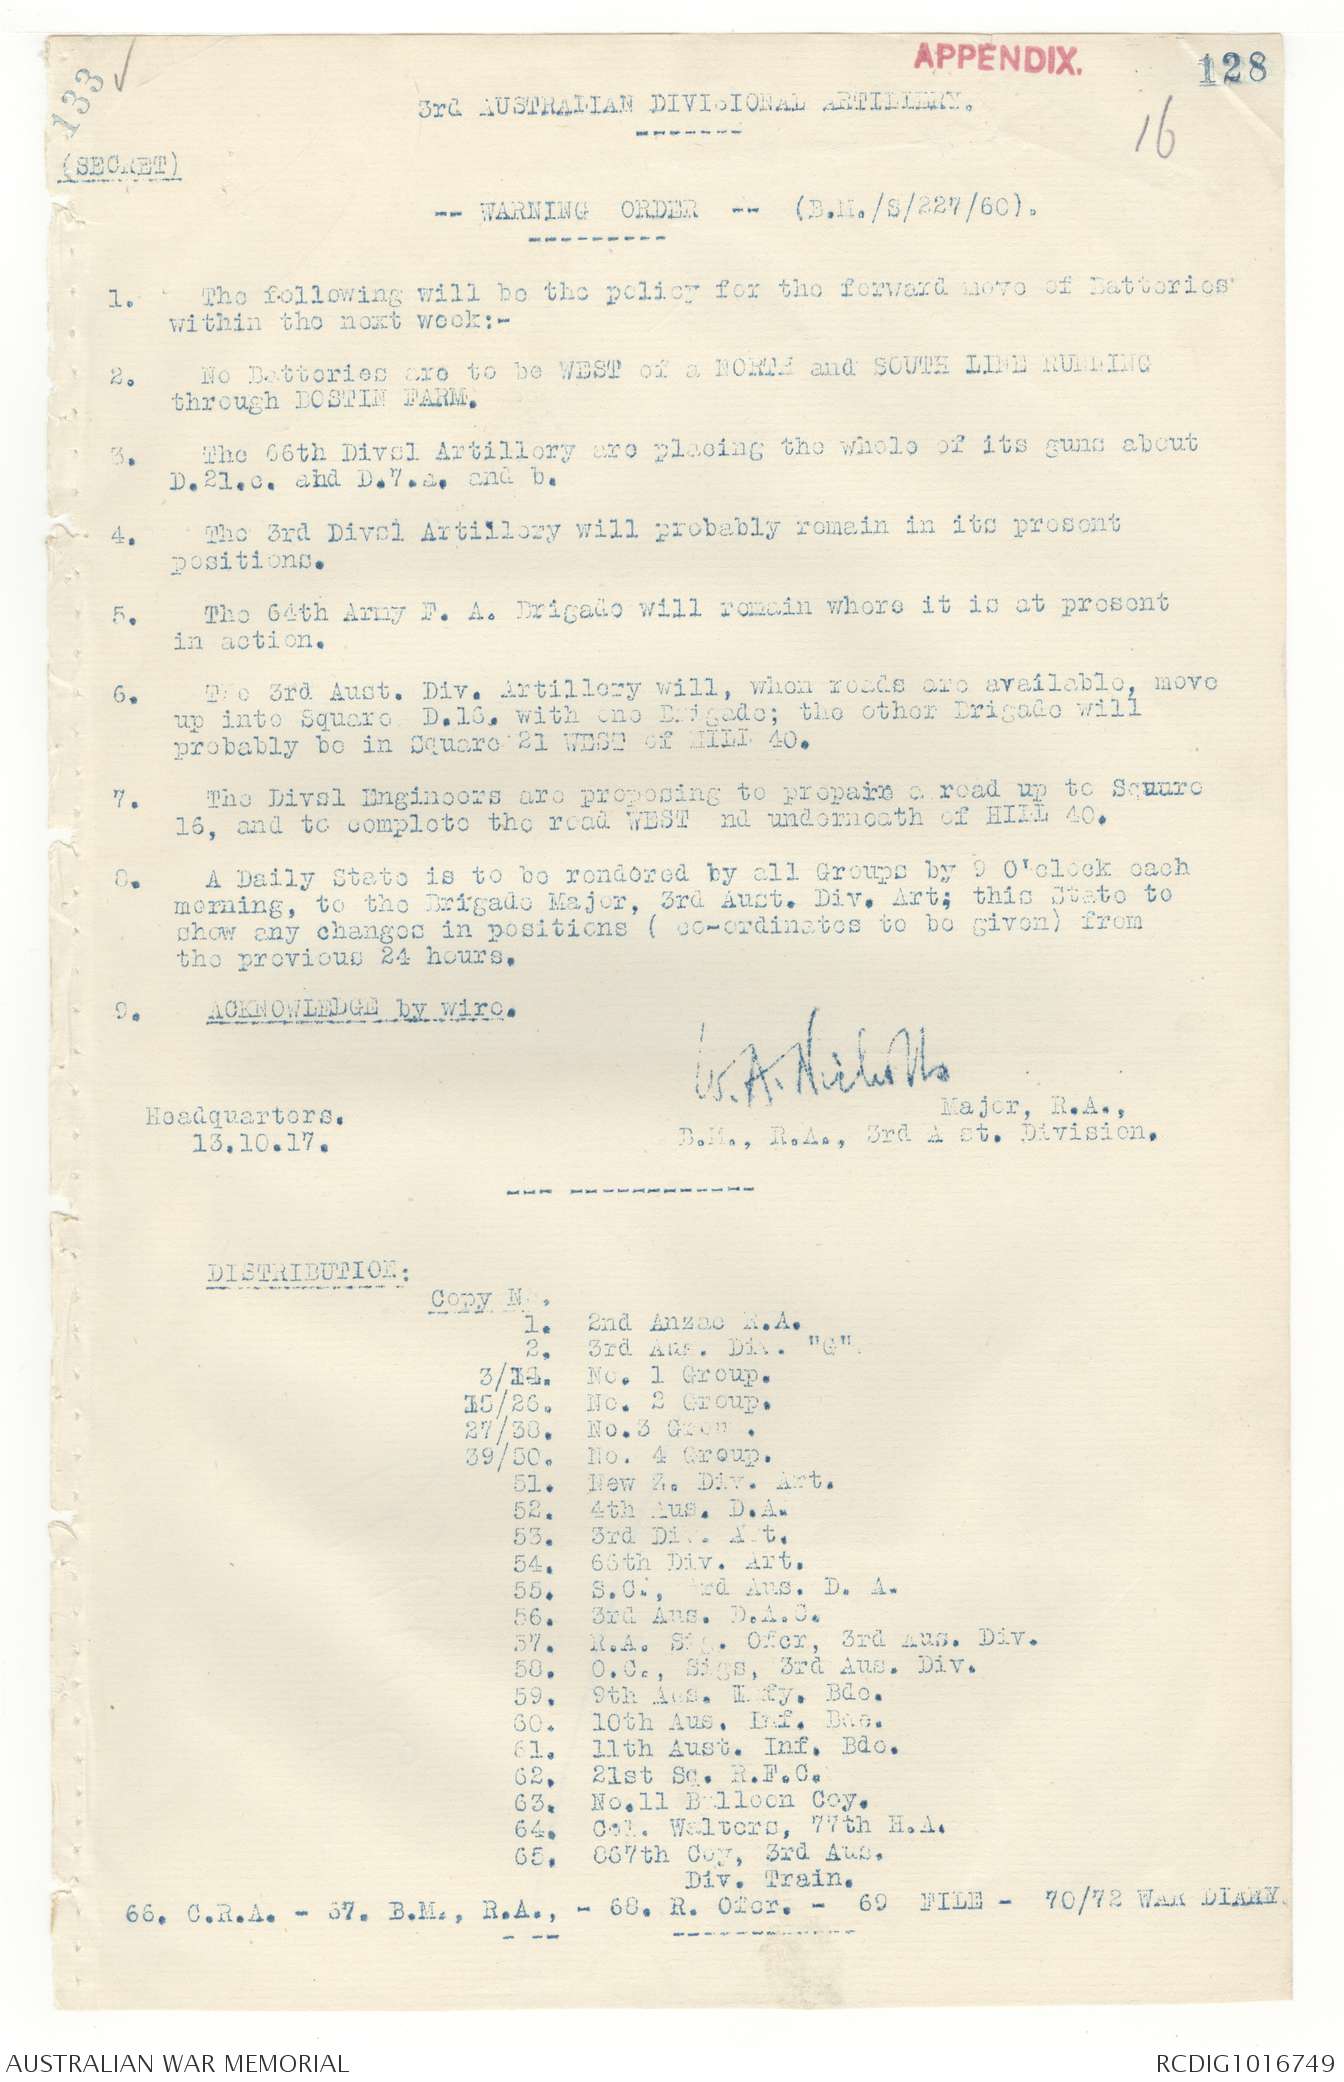 133
APPENDIX.
128
3rd AUSTRALIAN DIVISIONAL ARTILLERY.
16
(SECRET)
-- WARNING ORDER -- (B.M./S/227/60).
1. The following will be the policy for the forward move of Batteries
within the next week:-
2. No Batteries are to be WEST of a NORTH and SOUTH LINE RUNNING
through BOSTIN FARM.
3. The 66th Divsl Artillery are placing the whole of its guns about
D.21.c. and D.7.a. and b.
4. The 3rd Divsl Artillery will probably remain in its present
positions.
5. The 64th Army F. A. Brigade will remain where it is at present
in action.
6. The 3rd Aust. Div. Artillery will, when roads are available, move
up into Square D.16. with one Brigade; the other Brigade will
probably be in Square 21 WEST of HILL 40.
7. The Divsl Engineers are proposing to prepare a road up to Square
16, and to complete the road WEST nd underneath of HILL 40.
8. A Daily State is to be rendered by all Groups by 9 O'clock each
morning, to the Brigade Major, 3rd Aust. Div. Art; this State to
show any changes in positions ( co-ordinates to be given) from
the previous 24 hours.
9. ACKNOWLEDGE by wire.
W.A. Nicholls
Major, R.A.,
Headquarters.
B.M., R.A., 3rd A st. Division.
13.10.17.
DISTRIBUTION:
Copy No.
1. 2nd Anzac R.A.
2. 3rd Aus. Div. "G".
3/14. No. 1 Group.
15/26. No. 2 Group.
27/38. No.3 Group.
39/50. No. 4 Group.
51. New Z. Div. Art.
52. 4th Aus. D.A.
53. 3rd Div. Art.
54. 66th Div. Art.
55. S.C., 3rd Aus. D. A.
56. 3rd Aus. D.A.C.
57. R.A. Sig. Ofcr, 3rd Aus. Div.
58. O.C., Sigs, 3rd Aus. Div.
59. 9th Aus. Infy. Bde.
60. 10th Aus. Inf. Bde.
61. 11th Aust. Inf. Bde.
62. 21st Sq. R.F.C.
63. No.11 Balloon Coy.
64. Col. Walters, 77th H.A.
65. 867th Coy, 3rd Aus.
Div. Train.
66. C.R.A. - 67. B.M., R.A., - 68. R. Ofcr. - 69 FILE - 70/72 WAR DIARY.
AUSTRALIAN WAR MEMORIAL
RCDIG1016749